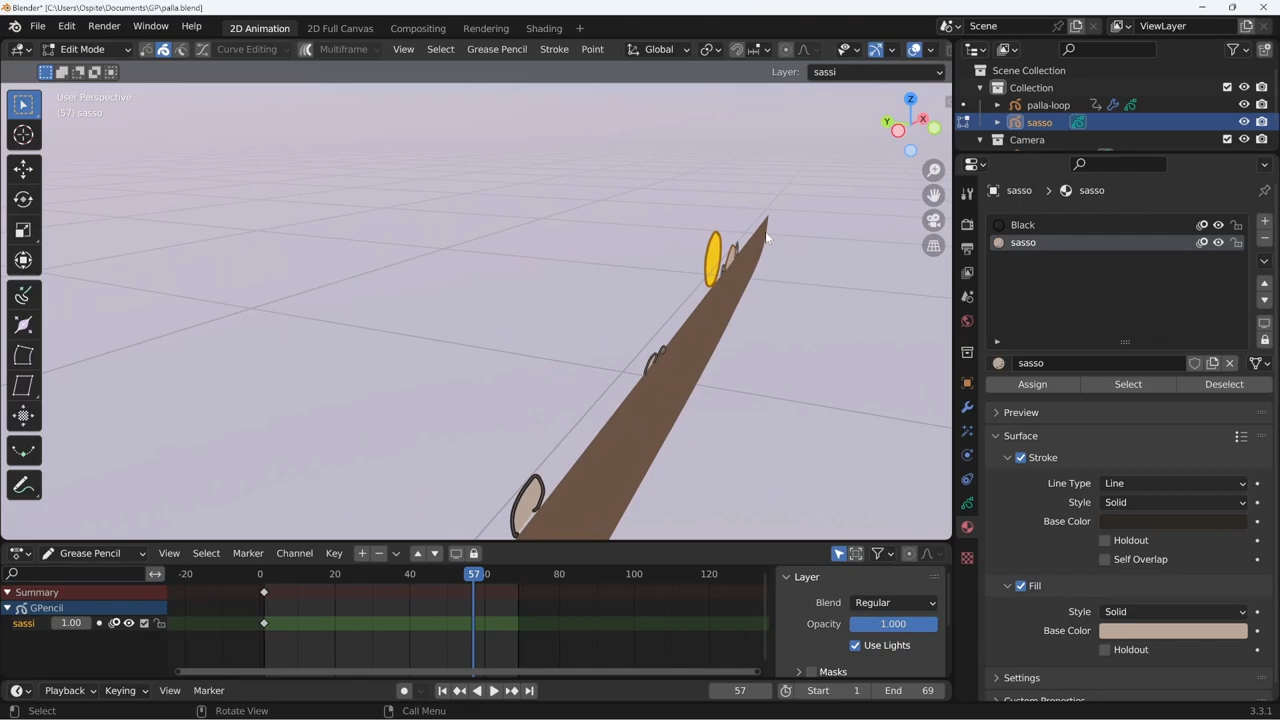 Blender* [C:\Users\Ospite\Documents\GP\palla.blend]
File Edit Render Window Help 2D Animation 2D Full Canvas Compositing Rendering Shading + Scene ViewLayer
Edit Mode Curve Editing Multiframe View Select Grease Pencil Stroke Point Global
Layer: sassi
User Perspective
(57) sasso
Z
Y
X
Scene Collection
Collection
palla-loop
sasso
Camera
sasso > sasso
Black
sasso
sasso
Assign Select Deselect
Preview
Surface
Stroke
Line Type Line
Style Solid
Base Color
Holdout
Self Overlap
Fill
Style Solid
Base Color
Holdout
Settings
Custom Properties
Grease Pencil View Select Marker Channel Key
-20 0 20 40 57 60 80 100 120
Summary
GPencil
sassi 1.00
Layer
Blend Regular
Opacity 1.000
Use Lights
Masks
Playback Keying View Marker 57 Start 1 End 69
Select Rotate View Call Menu 3.3.1